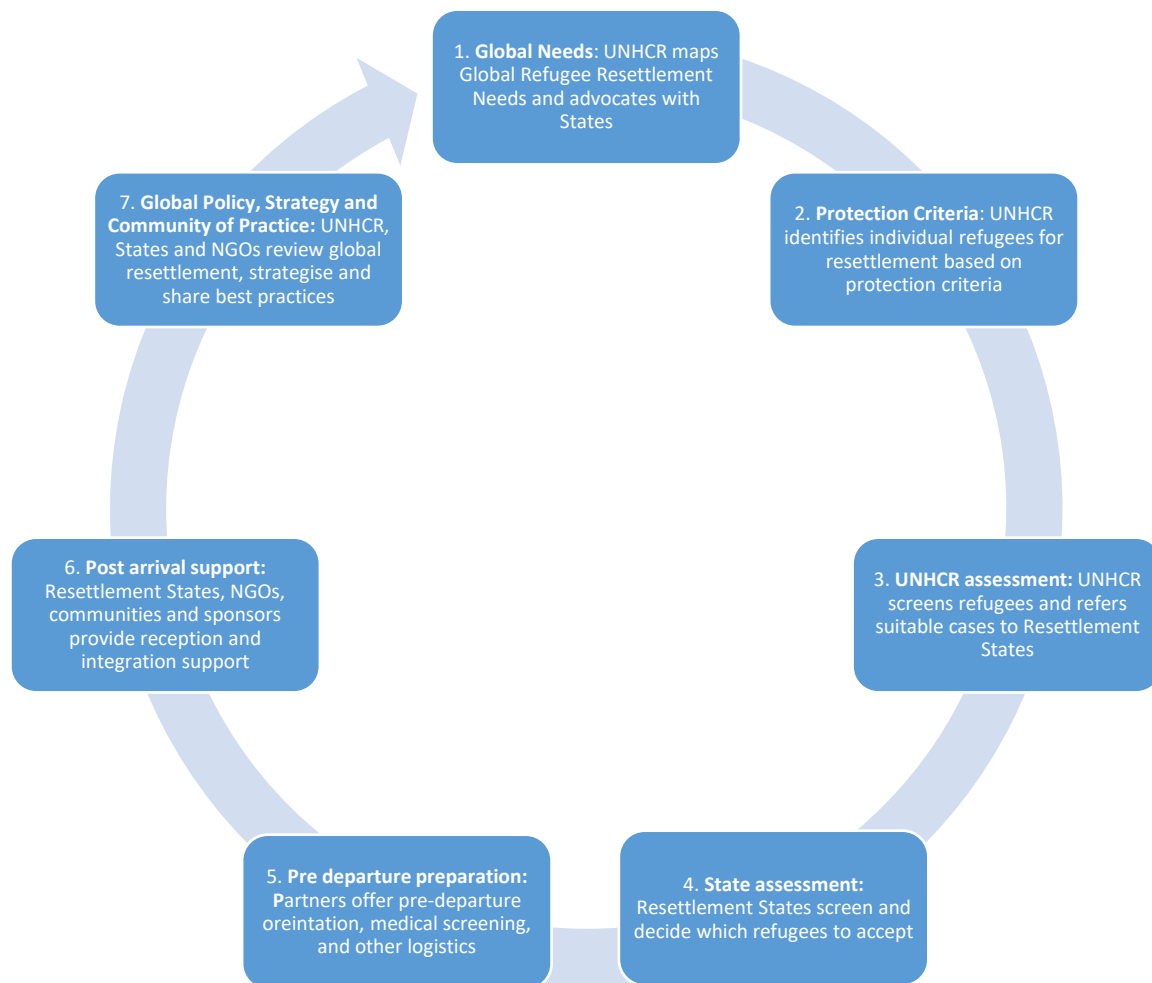 1. Global Needs: UNHCR maps
Global Refugee Resettlement
Needs and advocates with
States
2. Protection Criteria: UNHCR
identifies individual refugees for
resettlement based on
protection criteria
3. UNHCR assessment: UNHCR
screens refugees and refers
suitable cases to Resettlement
States
4. State assessment:
Resettlement States screen and
decide which refugees to accept
5. Pre departure preparation:
Partners offer pre-departure
oreintation, medical screening,
and other logistics
6. Post arrival support:
Resettlement States, NGOs,
communities and sponsors
provide reception and
integration support
7. Global Policy, Strategy and
Community of Practice: UNHCR,
States and NGOs review global
resettlement, strategise and
share best practices